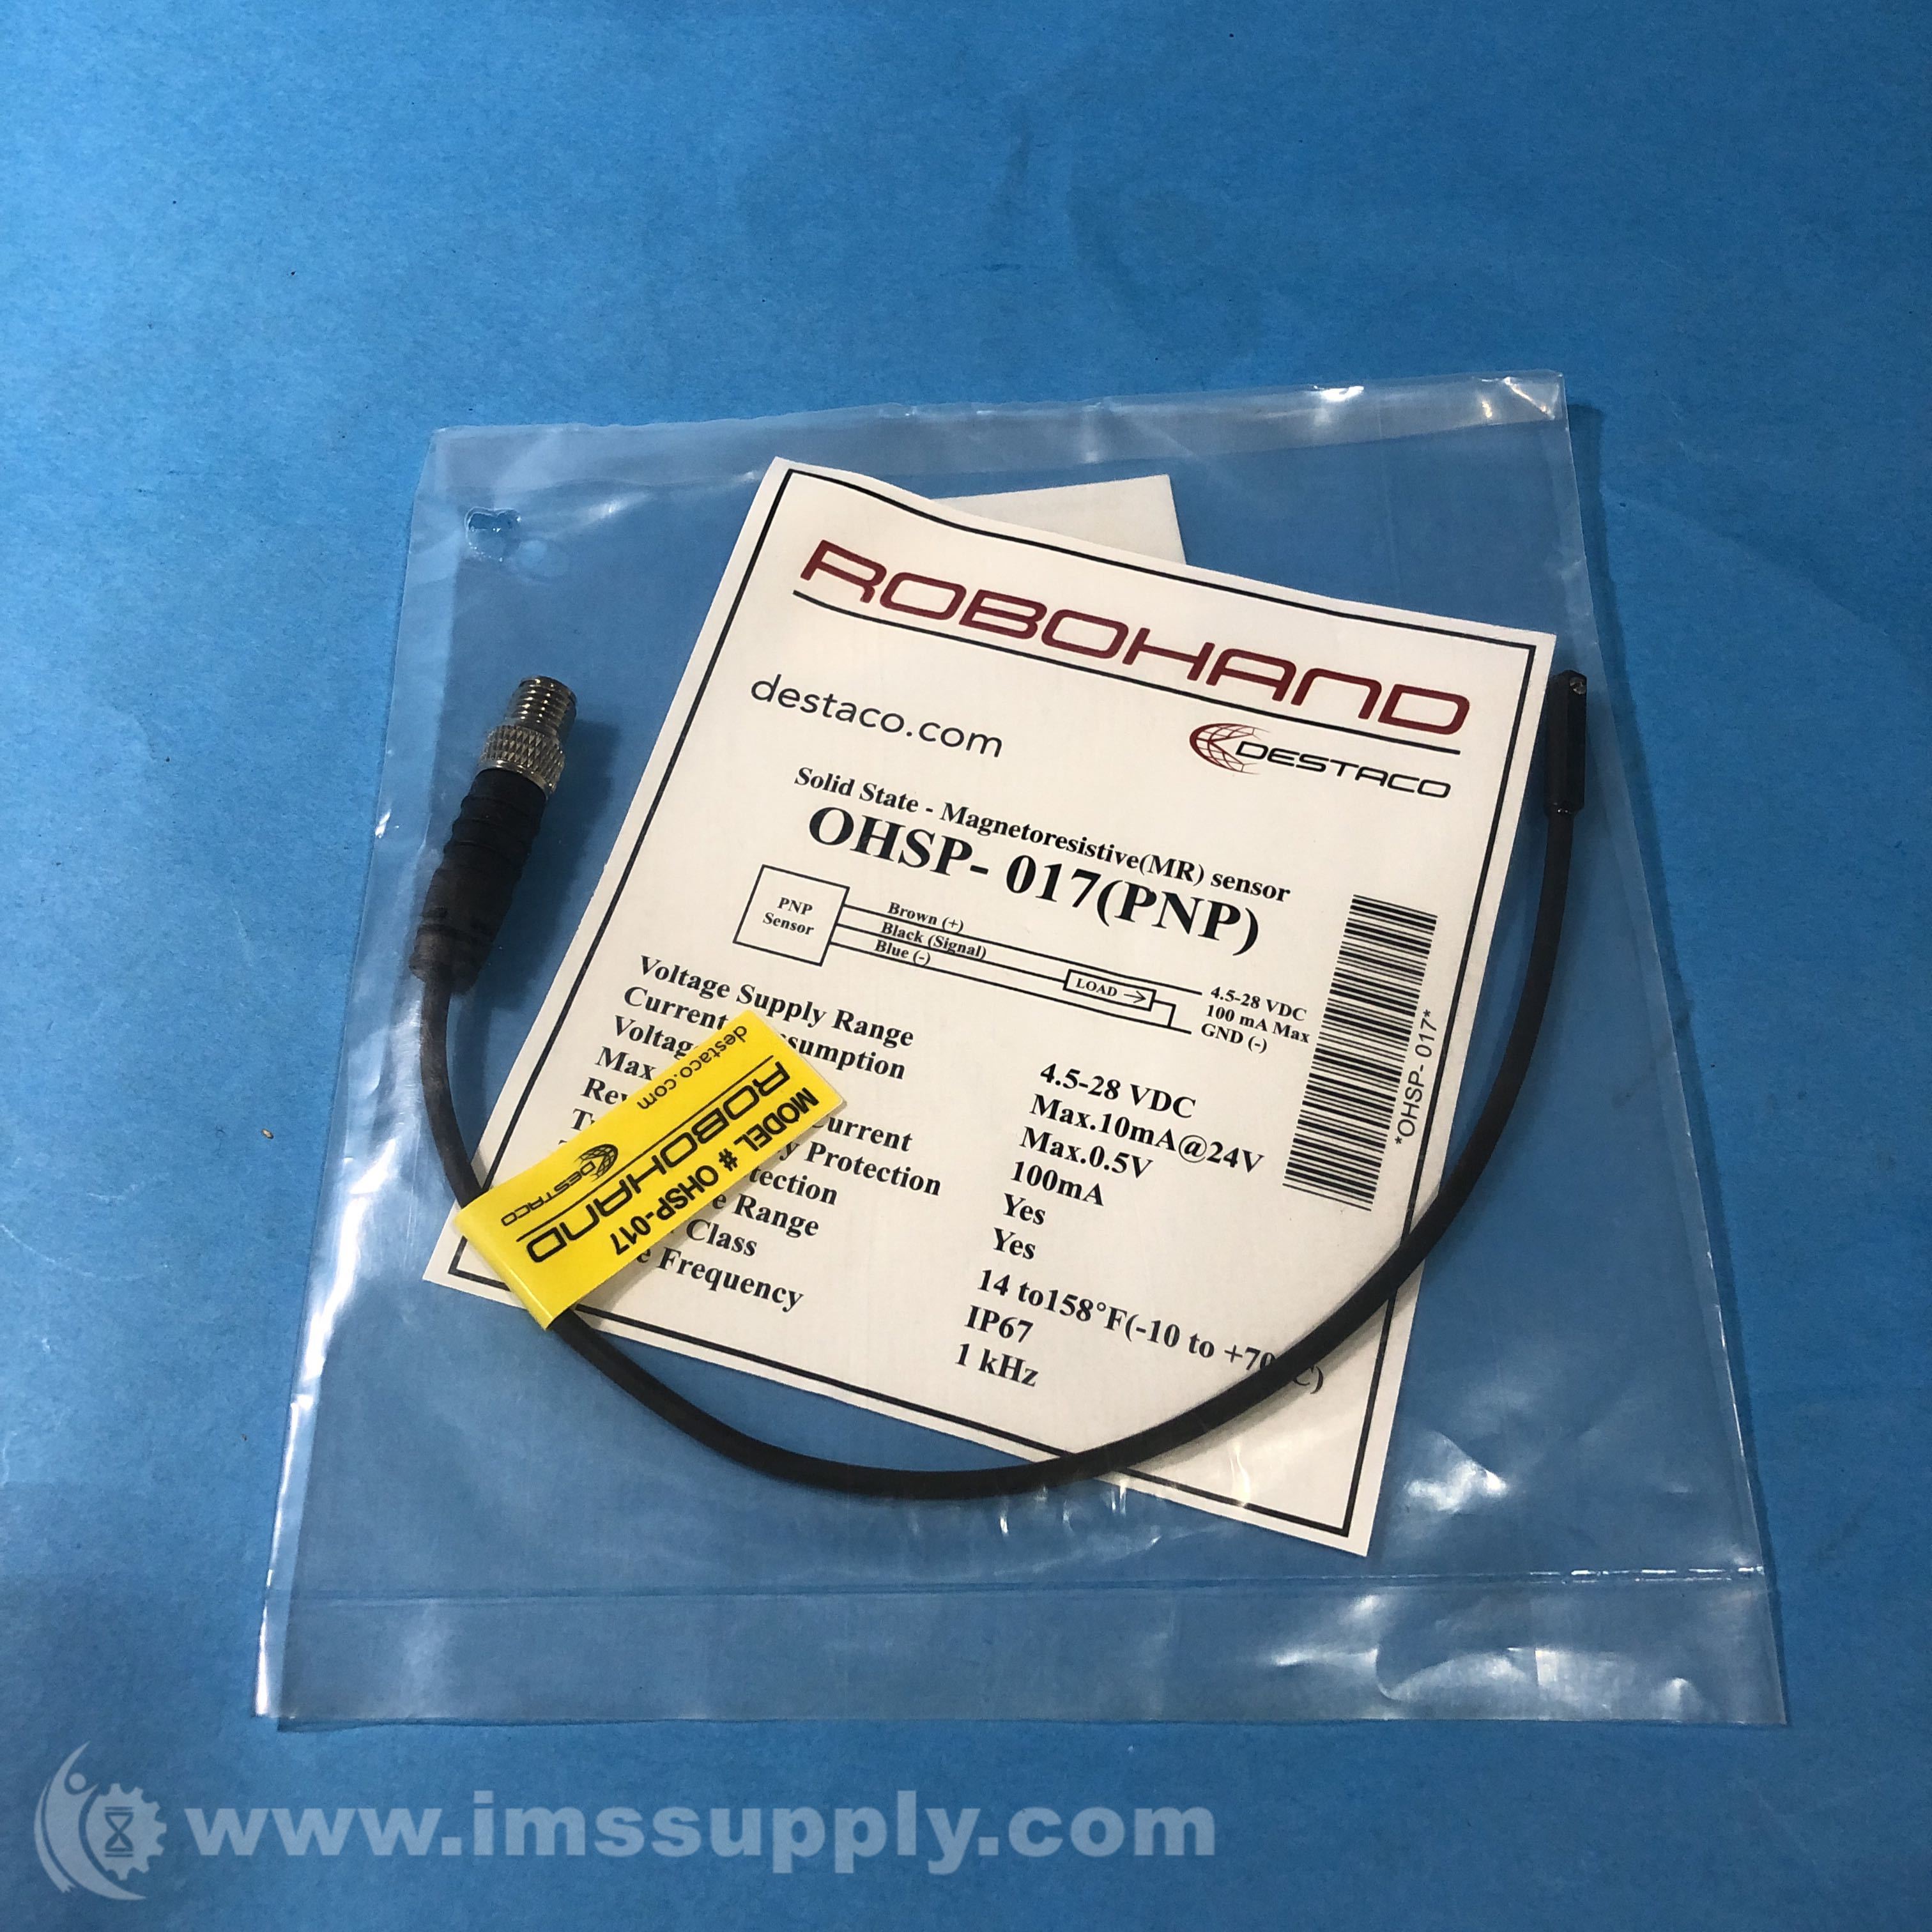 ROBOHAND
destaco.com
DESTACO
Solid State - Magnetoresistive(MR) sensor
OHSP- 017(PNP)
PNP
Sensor
Brown (+)
Black (Signal)
Blue (-)
LOAD
4.5-28 VDC
100 mA Max
GND (-)
Voltage Supply Range 4.5-28 VDC
Current Max.10mA@24V
Max.0.5V
Max Current 100mA
Protection Yes
Yes
Range 14 to158°F(-10 to
Class IP67
Frequency 1 kHz
*OHSP- 017*
destaco.com
ROBOHAND
DESTACO
MODEL # OHSP-017
www.imssupply.com